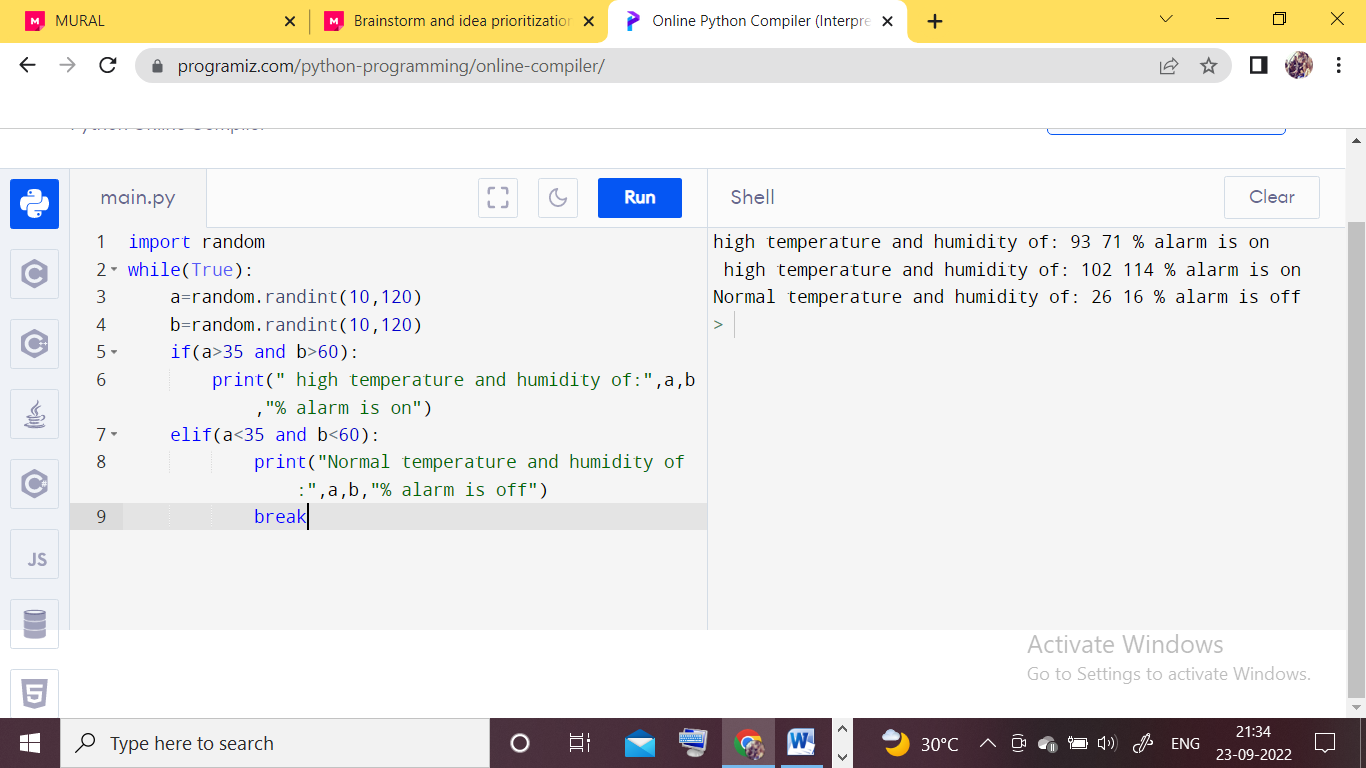 MURAL
Brainstorm and idea prioritization
Online Python Compiler (Interpre
programiz.com/python-programming/online-compiler/
Python Online Compiler
main.py
Run
Shell
Clear
1 import random
2 while(True):
3 a=random.randint(10,120)
4 b=random.randint(10,120)
5 if(a>35 and b>60):
6 print(" high temperature and humidity of:",a,b
,"% alarm is on")
7 elif(a<35 and b<60):
8 print("Normal temperature and humidity of
:",a,b,"% alarm is off")
9 break
high temperature and humidity of: 93 71 % alarm is on
high temperature and humidity of: 102 114 % alarm is on
Normal temperature and humidity of: 26 16 % alarm is off
>
JS
Activate Windows
Go to Settings to activate Windows.
Type here to search
30°C
ENG
21:34
23-09-2022